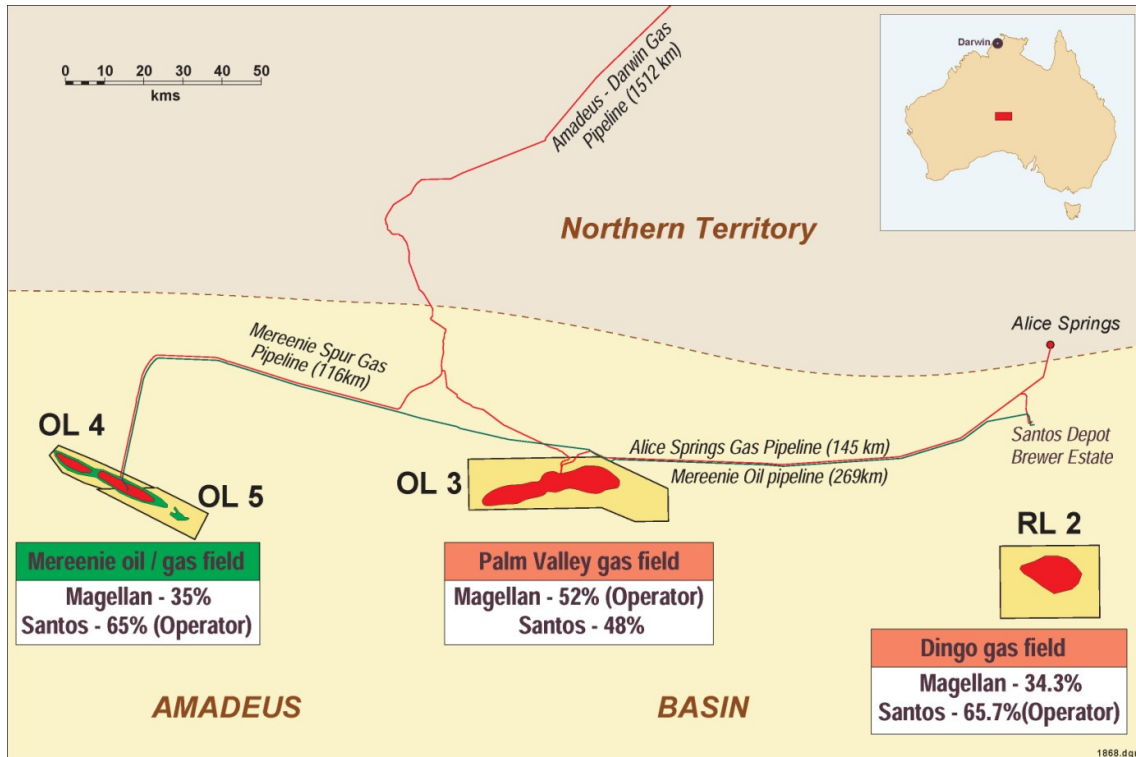 0 10 20 30 40 50
kms
Amadeus - Darwin Gas
Pipeline (1512 km)
Darwin
Northern Territory
Alice Springs
Mereenie Spur Gas
Pipeline (116km)
OL 4
OL 5
OL 3
Alice Springs Gas Pipeline (145 km)
Mereenie Oil pipeline (269km)
Santos Depot
Brewer Estate
RL 2
Mereenie oil / gas field
Magellan - 35%
Santos - 65% (Operator)
Palm Valley gas field
Magellan - 52% (Operator)
Santos - 48%
Dingo gas field
Magellan - 34.3%
Santos - 65.7%(Operator)
AMADEUS BASIN
1868.dgn